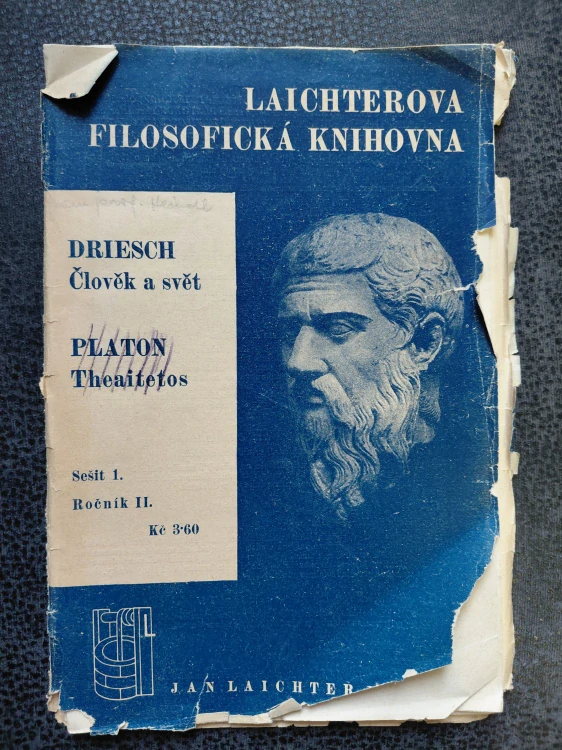 LAICHTEROVA
FILOSOFICKÁ KNIHOVNA
DRIESCH
Člověk a svět
PLATON
Theaitetos
Sešit 1.
Ročník II.
Kč 3·60
L
JAN LAICHTER